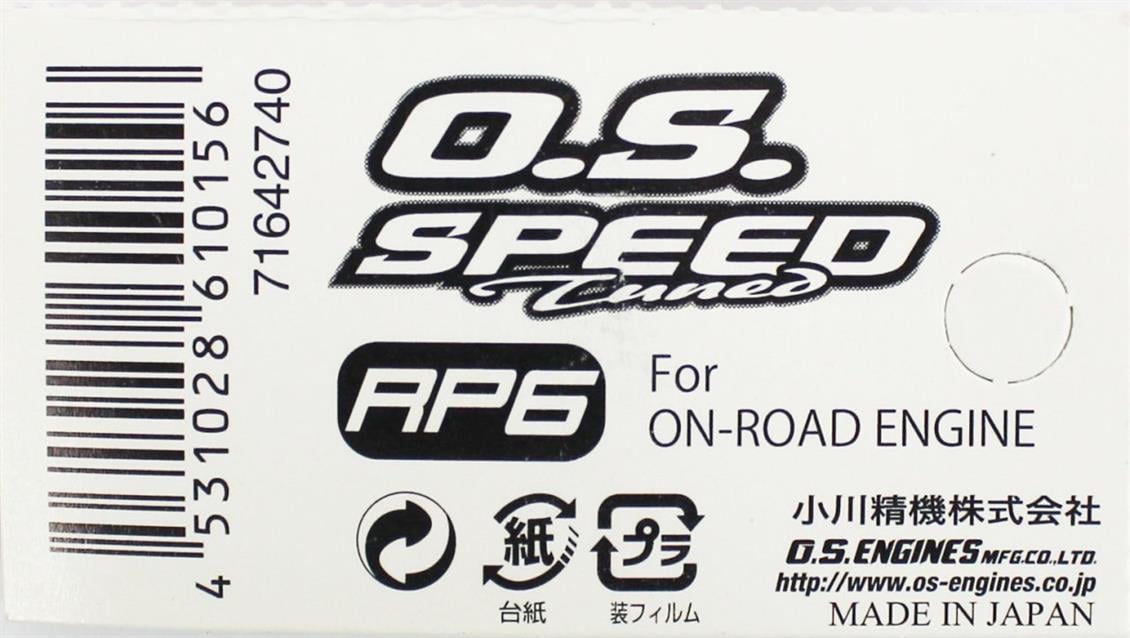 4 531028 610156
71642740
O.S.
SPEED
Tuned
RP6
For
ON-ROAD ENGINE
紙
台紙
プラ
装フィルム
小川精機株式会社
O.S.ENGINES MFG.CO.,LTD.
http://www.os-engines.co.jp
MADE IN JAPAN